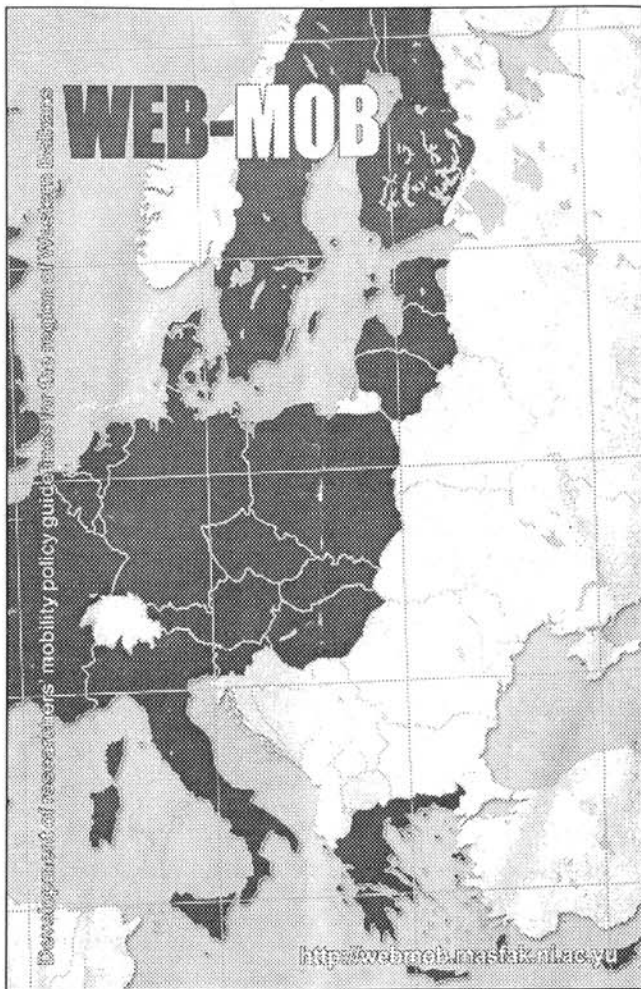 WEB-MOB
Development of researchers' mobility policy guidelines for the region of Western Balkans
http://webmob.masfak.ni.ac.yu